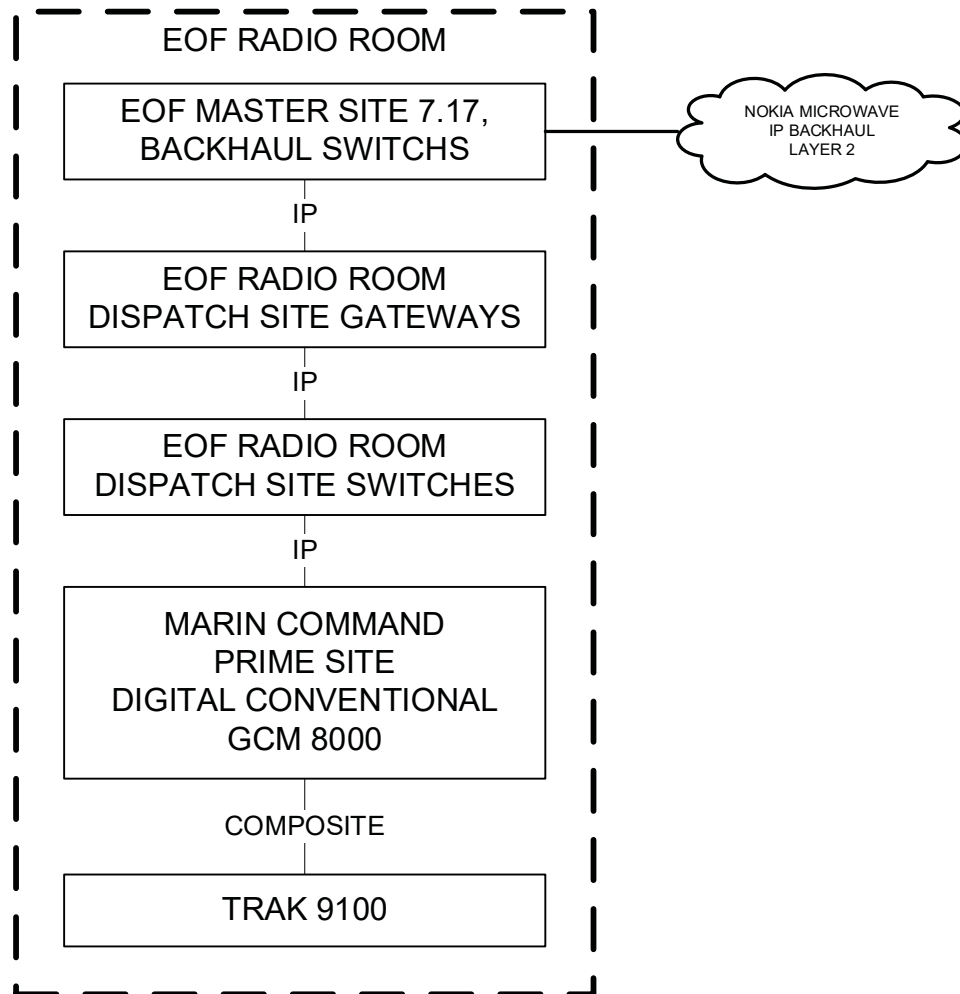 EOF RADIO ROOM
EOF MASTER SITE 7.17,
BACKHAUL SWITCHS
NOKIA MICROWAVE
IP BACKHAUL
LAYER 2
IP
EOF RADIO ROOM
DISPATCH SITE GATEWAYS
IP
EOF RADIO ROOM
DISPATCH SITE SWITCHES
IP
MARIN COMMAND
PRIME SITE
DIGITAL CONVENTIONAL
GCM 8000
COMPOSITE
TRAK 9100